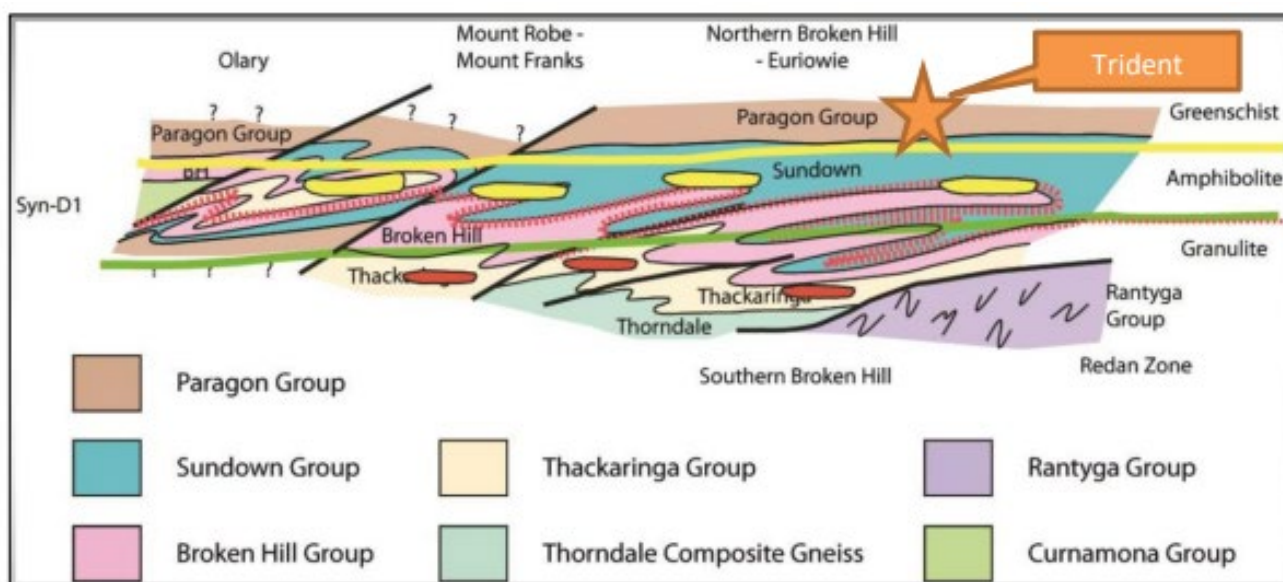 Olary
Mount Robe -
Mount Franks
Northern Broken Hill
- Euriowie
Trident
? ?
?
?
?
Paragon Group
Paragon Group
Greenschist
BH
Sundown
Amphibolite
Syn-D1
Broken Hill
Granulite
? ? ?
Thackaringa
Thorndale
Rantyga
Group
Southern Broken Hill
Redan Zone
Paragon Group
Sundown Group
Thackaringa Group
Rantyga Group
Broken Hill Group
Thorndale Composite Gneiss
Curnamona Group